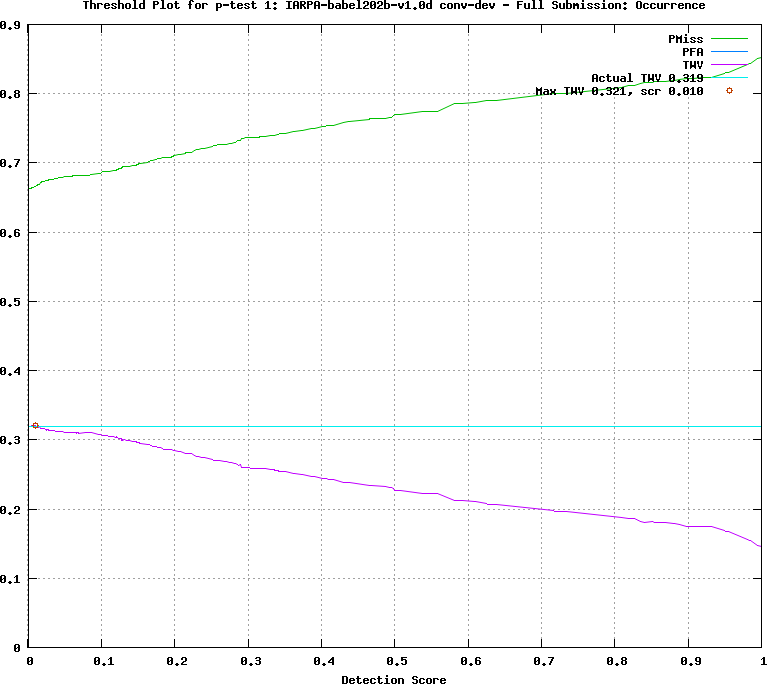 Threshold Plot for p-test 1: IARPA-babel202b-v1.0d conv-dev - Full Submission: Occurrence
0.9
PMiss
PFA
TWV
Actual TWV 0.319
Max TWV 0.321, scr 0.010
0.8
0.7
0.6
0.5
0.4
0.3
0.2
0.1
0
0 0.1 0.2 0.3 0.4 0.5 0.6 0.7 0.8 0.9 1
Detection Score